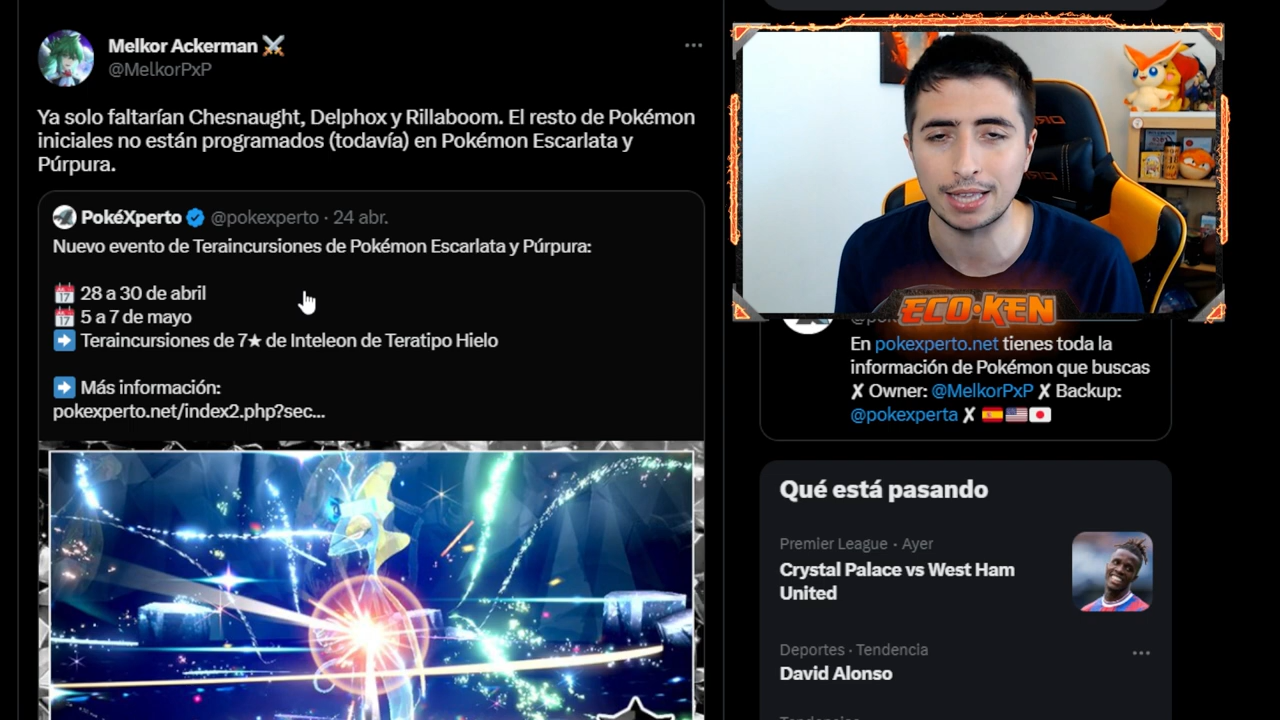 Melkor Ackerman
@MelkorPxP
Ya solo faltarían Chesnaught, Delphox y Rillaboom. El resto de Pokémon
iniciales no están programados (todavía) en Pokémon Escarlata y
Púrpura.
PokéXperto @pokexperto · 24 abr.
Nuevo evento de Teraincursiones de Pokémon Escarlata y Púrpura:
28 a 30 de abril
5 a 7 de mayo
Teraincursiones de 7★ de Inteleon de Teratipo Hielo
Más información:
pokexperto.net/index2.php?sec...
ECO·KEN
En pokexperto.net tienes toda la
información de Pokémon que buscas
✘ Owner: @MelkorPxP ✘ Backup:
@pokexperta ✘
Qué está pasando
Premier League · Ayer
Crystal Palace vs West Ham
United
Deportes · Tendencia
David Alonso